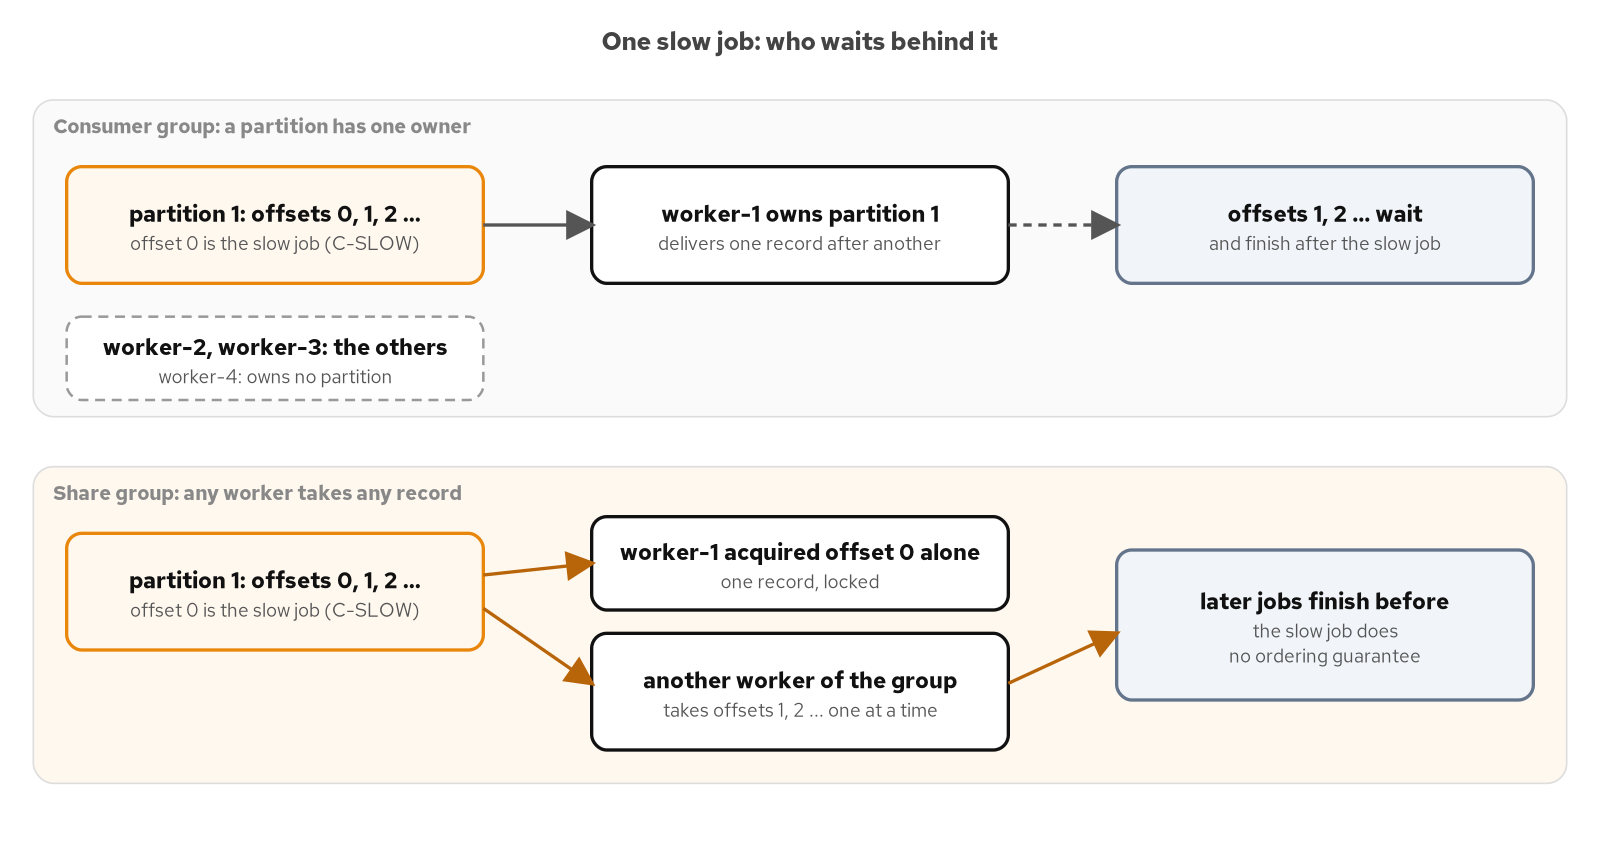 One slow job: who waits behind it
Consumer group: a partition has one owner
partition 1: offsets 0, 1, 2 ...
offset 0 is the slow job (C-SLOW)
worker-1 owns partition 1
delivers one record after another
offsets 1, 2 ... wait
and finish after the slow job
worker-2, worker-3: the others
worker-4: owns no partition
Share group: any worker takes any record
partition 1: offsets 0, 1, 2 ...
offset 0 is the slow job (C-SLOW)
worker-1 acquired offset 0 alone
one record, locked
another worker of the group
takes offsets 1, 2 ... one at a time
later jobs finish before
the slow job does
no ordering guarantee